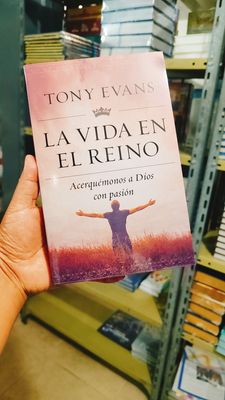 TONY EVANS
LA VIDA EN
EL REINO
Acerquémonos a Dios
con pasión